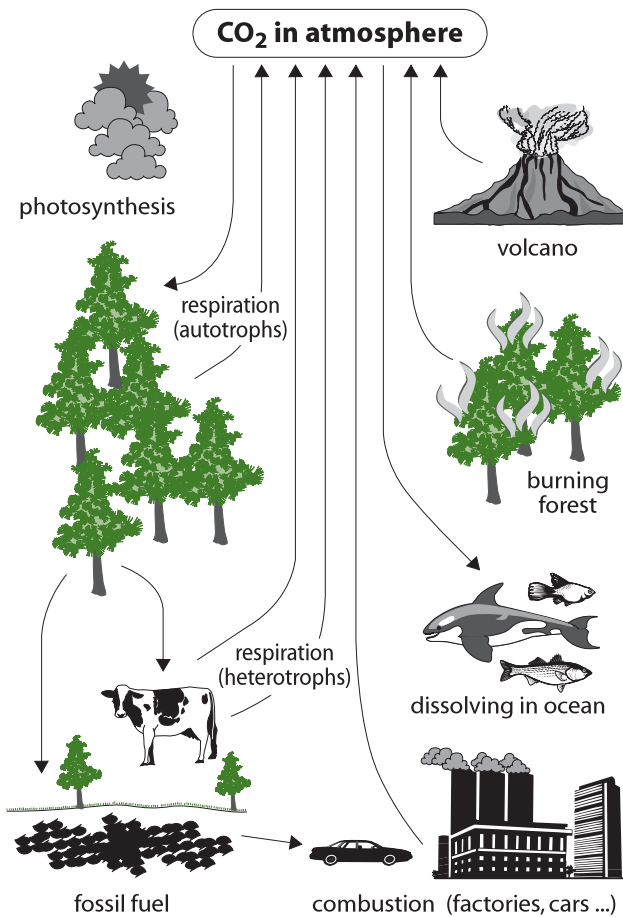 CO₂ in atmosphere
photosynthesis
volcano
respiration
(autotrophs)
burning
forest
respiration
(heterotrophs)
dissolving in ocean
fossil fuel
combustion (factories, cars ...)